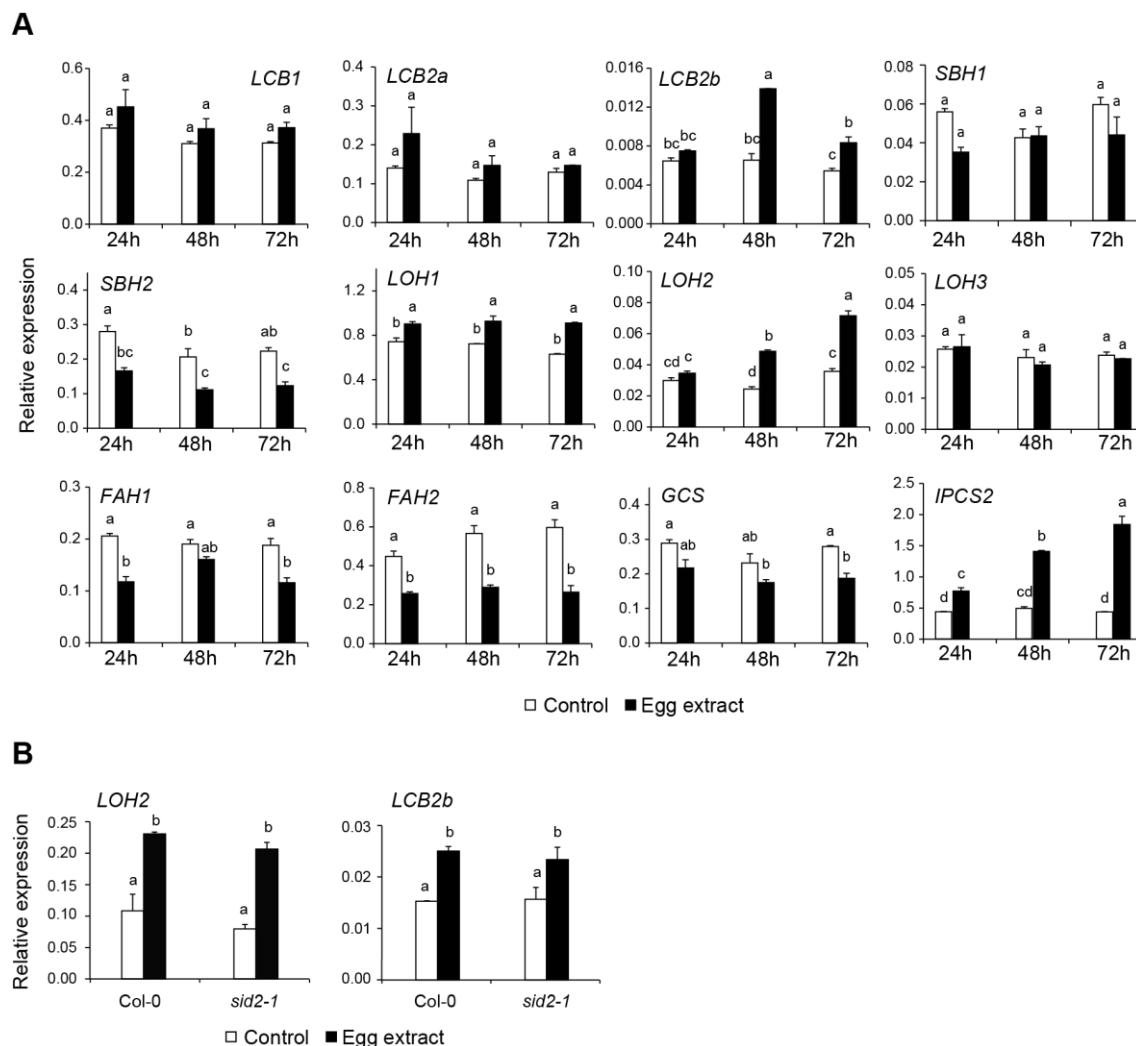 A
LCB1
0.6
0.4
0.2
0.0
a a a a a a
24h 48h 72h
LCB2a
0.4
0.3
0.2
0.1
0.0
a a a a a a
24h 48h 72h
LCB2b
0.016
0.012
0.008
0.004
0.000
bc bc bc a c b
24h 48h 72h
SBH1
0.08
0.06
0.04
0.02
0.00
a a a a a a
24h 48h 72h
Relative expression
SBH2
0.4
0.3
0.2
0.1
0.0
a bc b c ab c
24h 48h 72h
LOH1
1.2
0.8
0.4
0.0
b a b a b a
24h 48h 72h
LOH2
0.10
0.08
0.06
0.04
0.02
0.00
cd c d b c a
24h 48h 72h
LOH3
0.05
0.04
0.03
0.02
0.01
0.00
a a a a a a
24h 48h 72h
FAH1
0.3
0.2
0.1
0.0
a b a ab a b
24h 48h 72h
FAH2
0.8
0.6
0.4
0.2
0.0
a b a b a b
24h 48h 72h
GCS
0.4
0.3
0.2
0.1
0.0
a ab ab b a b
24h 48h 72h
IPCS2
2.5
2.0
1.5
1.0
0.5
0.0
d c cd b d a
24h 48h 72h
Control Egg extract
B
Relative expression
LOH2
0.25
0.20
0.15
0.10
0.05
0.00
a b a b
Col-0 sid2-1
LCB2b
0.03
0.02
0.01
0.00
a b a b
Col-0 sid2-1
Control Egg extract